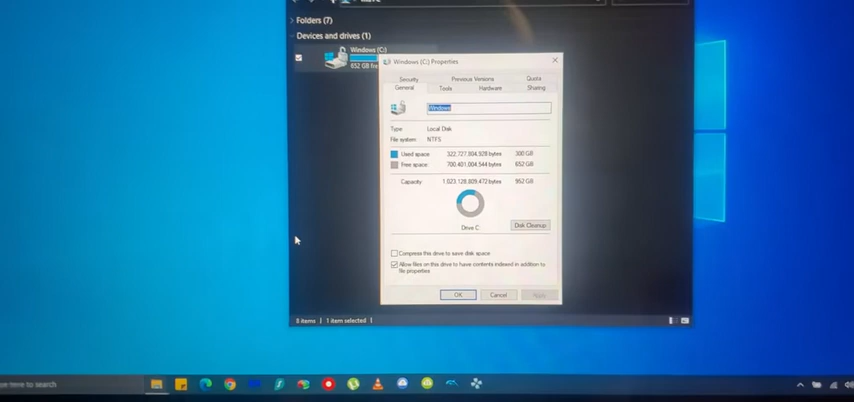 Folders (7)
Devices and drives (1)
Windows (C:)
652 GB fre
Windows (C:) Properties
Security Previous Versions Quota
General Tools Hardware Sharing
Windows
Type: Local Disk
File system: NTFS
Used space: 322,727,804,928 bytes 300 GB
Free space: 700,401,004,544 bytes 652 GB
Capacity: 1,023,128,809,472 bytes 952 GB
Drive C:
Disk Cleanup
Compress this drive to save disk space
Allow files on this drive to have contents indexed in addition to
file properties
OK Cancel Apply
8 items 1 item selected
here to search